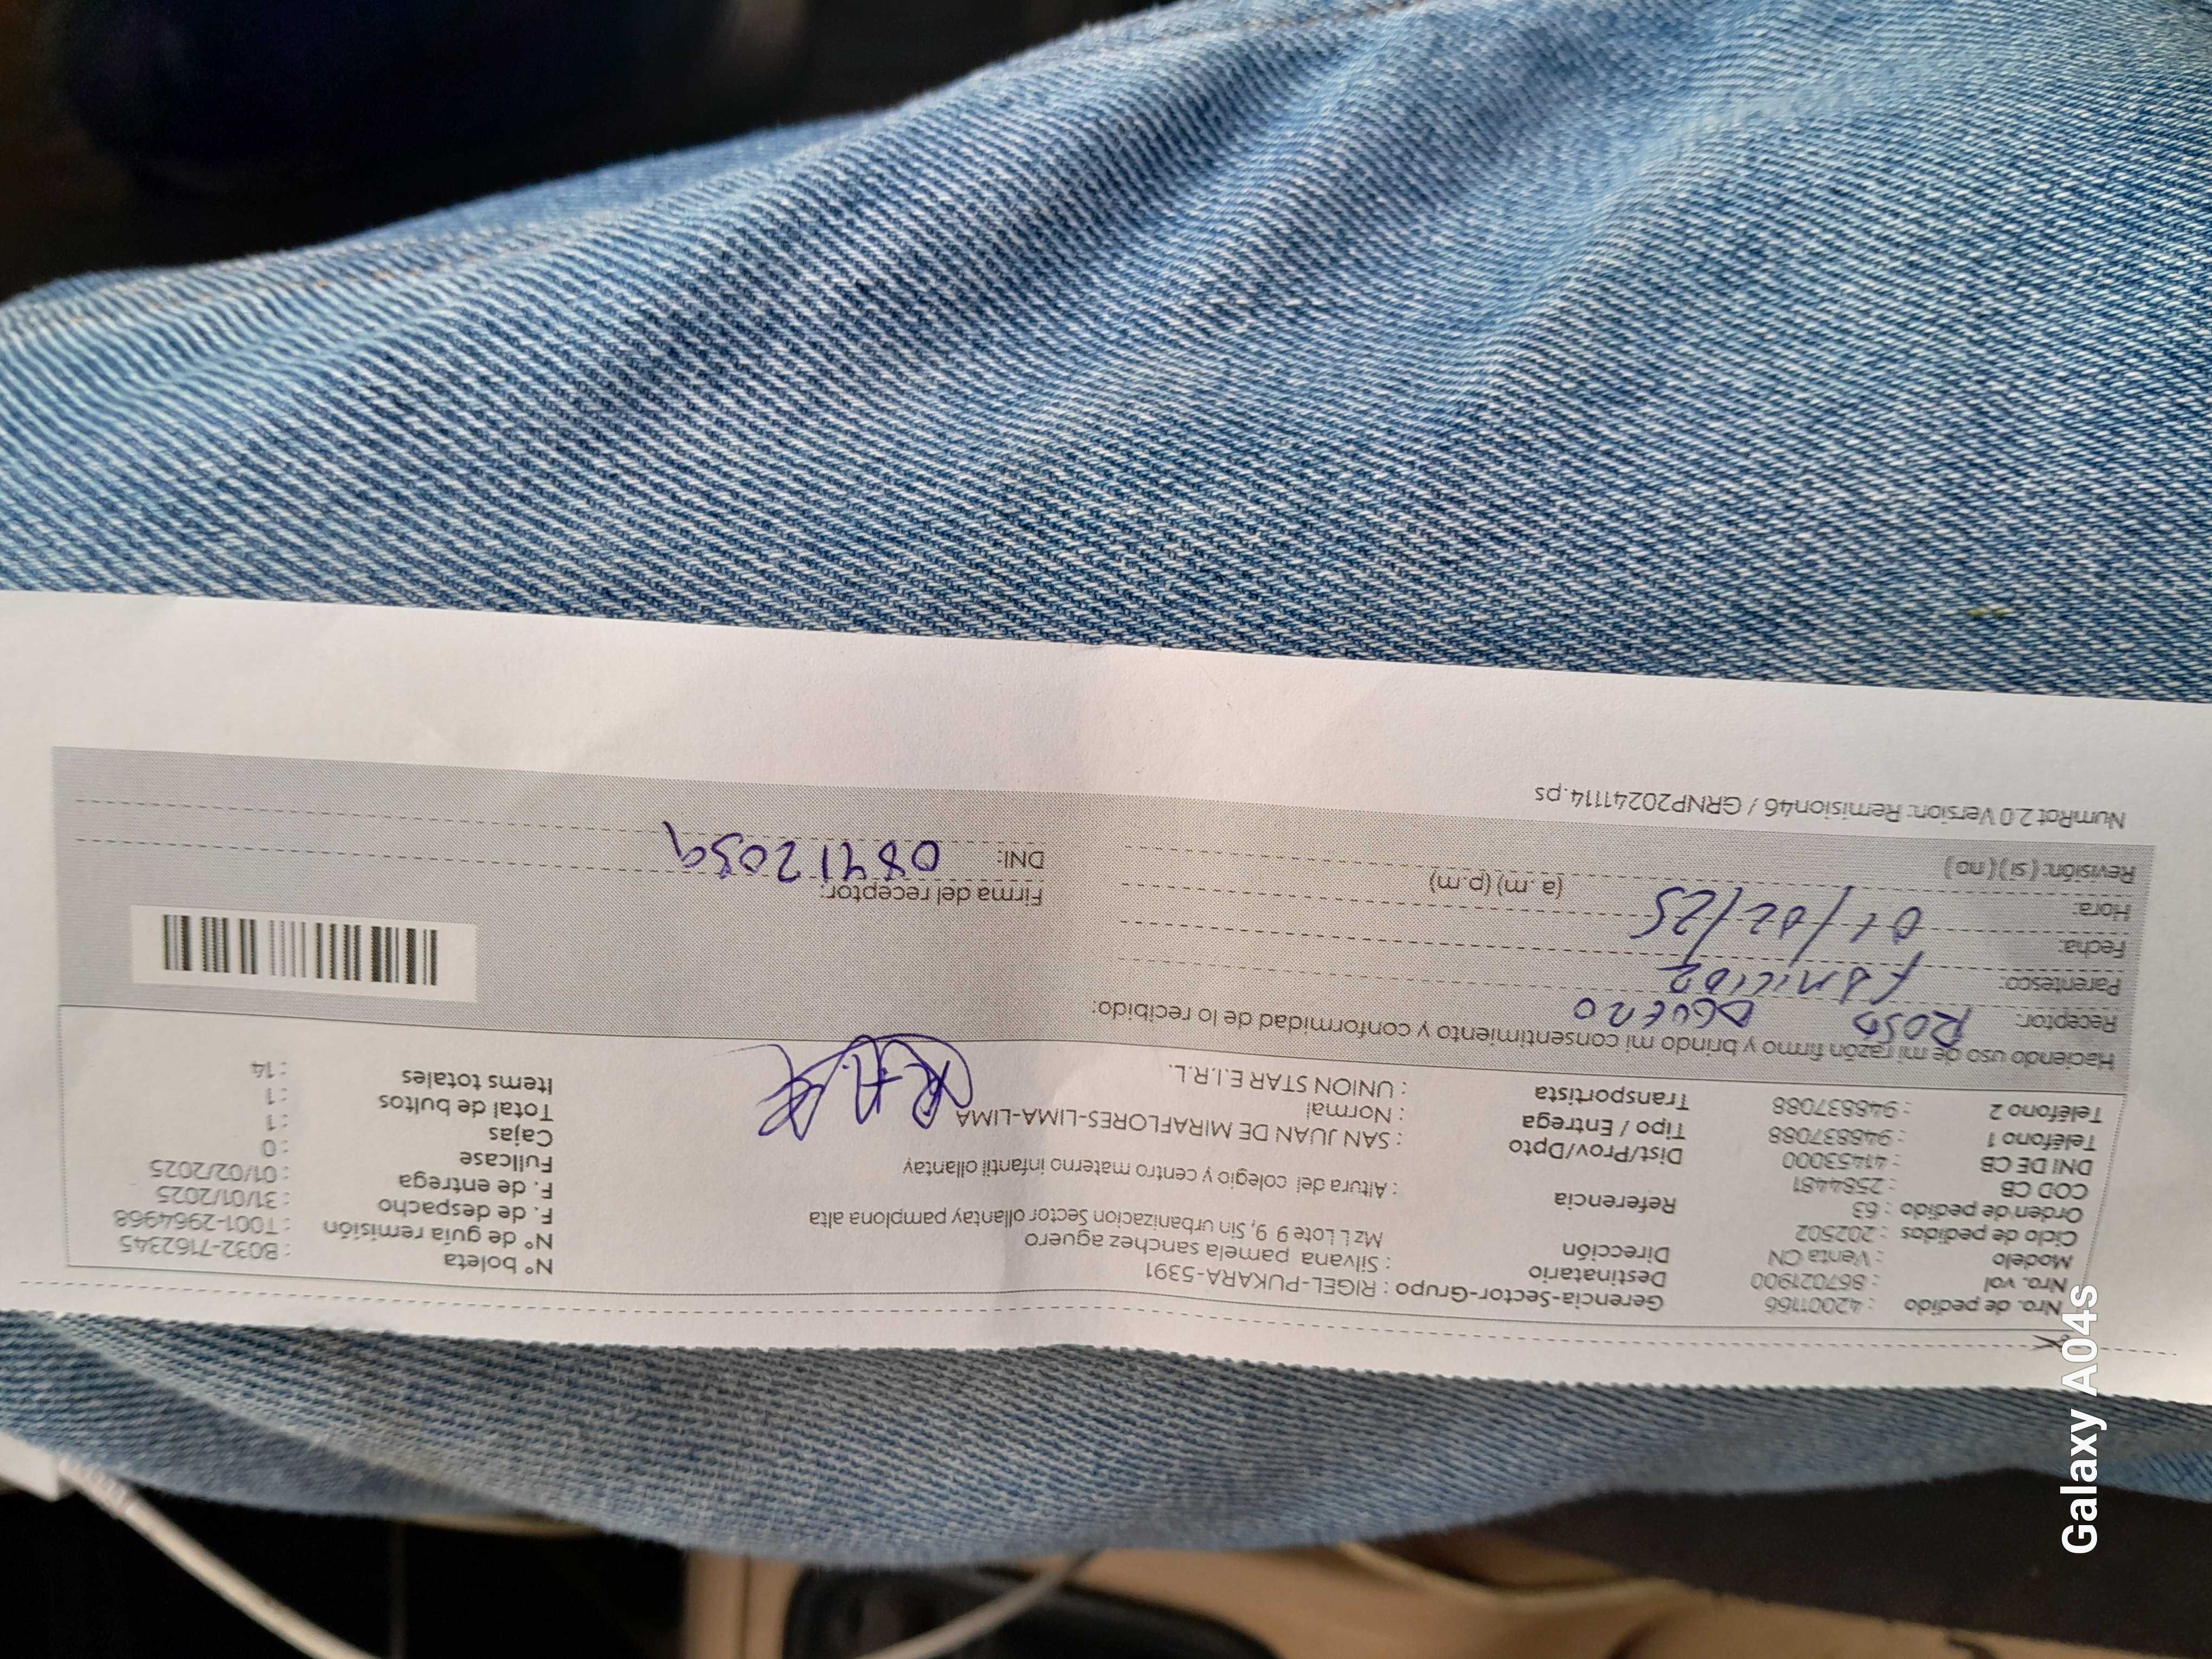 Nro. de pedido : 42001166
Nro. vol : 867021900
Modelo : Venta CN
Ciclo de pedidos : 202502
Orden de pedido : 63
COD CB : 2584481
DNI DE CB : 41453000
Teléfono 1 : 948837088
Teléfono 2 : 948837088
Gerencia-Sector-Grupo : RIGEL-PUKARA-5391
Destinatario : Silvana pamela sanchez aguero
Dirección Mz L Lote 9 9, Sin urbanizacion Sector ollantay pamplona alta
Referencia : Altura del colegio y centro materno infantil ollantay
Dist/Prov/Dpto : SAN JUAN DE MIRAFLORES-LIMA-LIMA
Tipo / Entrega : Normal
Transportista : UNION STAR E.I.R.L.
N° boleta : B032-7162345
N° de guía remisión : T001-2964968
F. de despacho : 31/01/2025
F. de entrega : 01/02/2025
Fullcase : 0
Cajas : 1
Total de bultos : 1
Items totales : 14
Haciendo uso de mi razón firmo y brindo mi consentimiento y conformidad de lo recibido:
Receptor: ROSA AGUERO
Parentesco: FAMILIAR
Fecha: 01/02/25
Hora: (a. m) (p.m)
Revisión: ( si ) ( no )
Firma del receptor:
DNI: 08412059
NumRot 2.0 Version: Remision46 / GRNP20241114.ps
Galaxy A04s